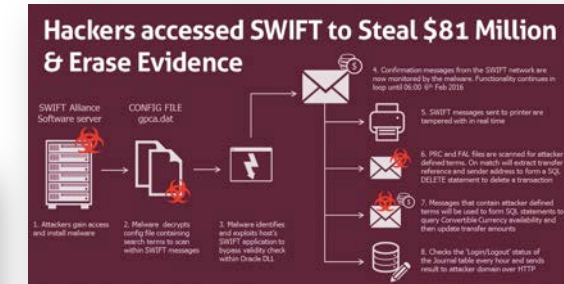 Hackers accessed SWIFT to Steal $81 Million
& Erase Evidence
SWIFT Alliance
Software server
CONFIG FILE
gpca.dat
1. Attackers gain access
and install malware
2. Malware decrypts
config file containing
search terms to scan
within SWIFT messages
3. Malware identifies
and exploits host's
SWIFT application to
bypass validity check
within Oracle DLL
4. Confirmation messages from the SWIFT network are
now monitored by the malware. Functionality continues in
loop until 06:00 6th Feb 2016
5. SWIFT messages sent to printer are
tampered with in real time
6. PRC and FAL files are scanned for attacker
defined terms. On match will extract transfer
reference and sender address to form a SQL
DELETE statement to delete a transaction
7. Messages that contain attacker defined
terms will be used to form SQL statements to
query Convertible Currency availability and
then update transfer amounts
8. Checks the 'Login/Logout' status of
the Journal table every hour and sends
result to attacker domain over HTTP